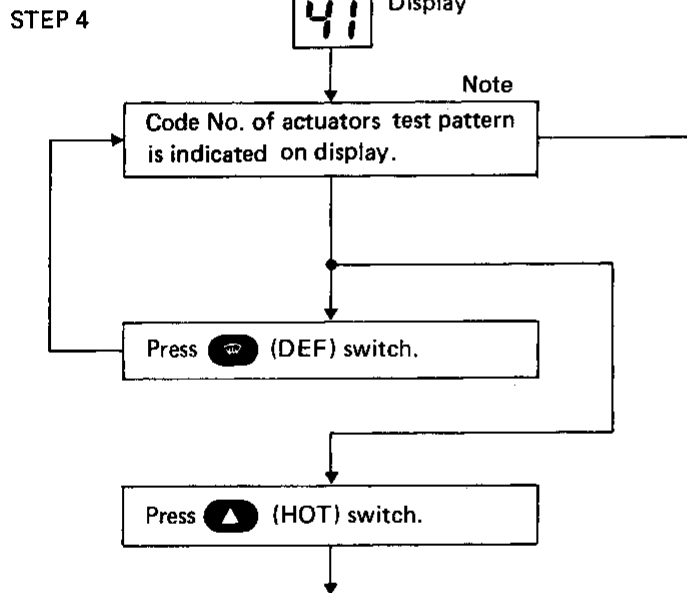 Display
STEP 4
41
Note
Code No. of actuators test pattern
is indicated on display.
Press (DEF) switch.
Press (HOT) switch.